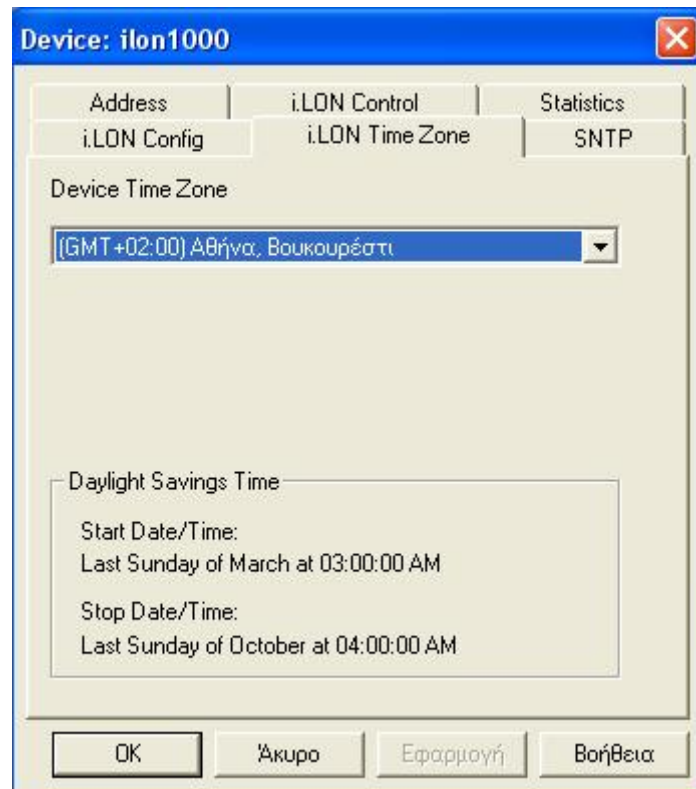 Device: ilon1000
Address i.LON Control Statistics
i.LON Config i.LON Time Zone SNTP
Device Time Zone
(GMT+02:00) Αθήνα, Βουκουρέστι
Daylight Savings Time
Start Date/Time:
Last Sunday of March at 03:00:00 AM
Stop Date/Time:
Last Sunday of October at 04:00:00 AM
OK Άκυρο Εφαρμογή Βοήθεια